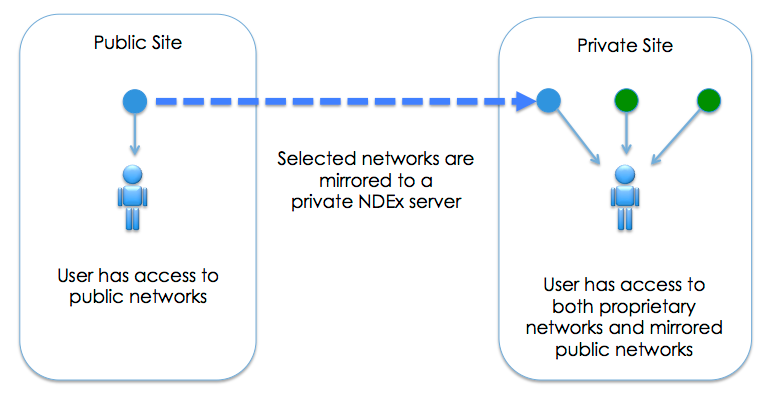 Public Site
Private Site
Selected networks are
mirrored to a
private NDEx server
User has access to
public networks
User has access to
both proprietary
networks and mirrored
public networks